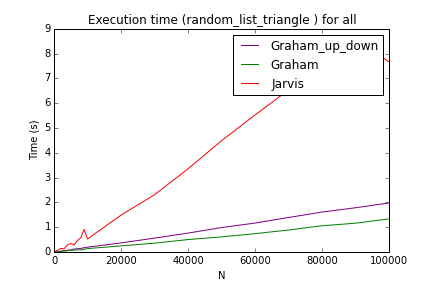 Execution time (random_list_triangle ) for all
9
8
7
6
5
4
3
2
1
0
Time (s)
Graham_up_down
Graham
Jarvis
0
20000
40000
60000
80000
100000
N